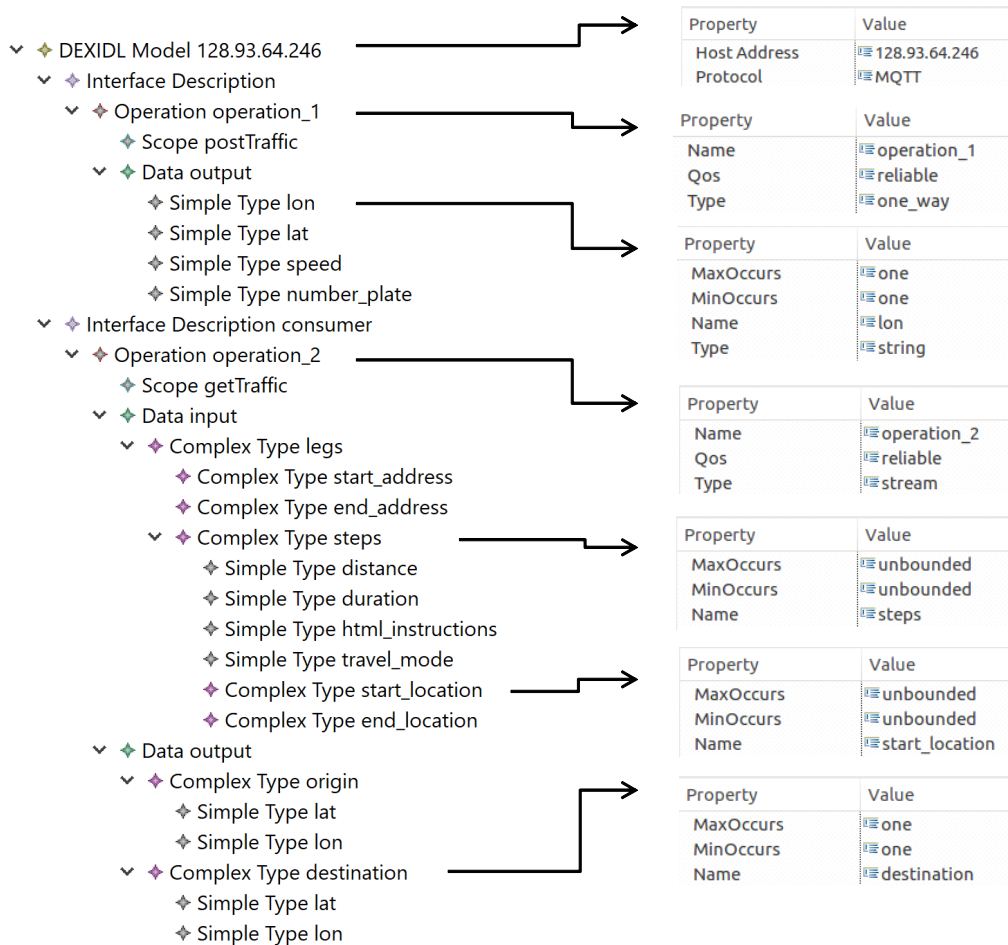 DEXIDL Model 128.93.64.246
Interface Description
Operation operation_1
Scope postTraffic
Data output
Simple Type lon
Simple Type lat
Simple Type speed
Simple Type number_plate
Interface Description consumer
Operation operation_2
Scope getTraffic
Data input
Complex Type legs
Complex Type start_address
Complex Type end_address
Complex Type steps
Simple Type distance
Simple Type duration
Simple Type html_instructions
Simple Type travel_mode
Complex Type start_location
Complex Type end_location
Data output
Complex Type origin
Simple Type lat
Simple Type lon
Complex Type destination
Simple Type lat
Simple Type lon
Property Value
Host Address 128.93.64.246
Protocol MQTT
Property Value
Name operation_1
Qos reliable
Type one_way
Property Value
MaxOccurs one
MinOccurs one
Name lon
Type string
Property Value
Name operation_2
Qos reliable
Type stream
Property Value
MaxOccurs unbounded
MinOccurs unbounded
Name steps
Property Value
MaxOccurs unbounded
MinOccurs unbounded
Name start_location
Property Value
MaxOccurs one
MinOccurs one
Name destination